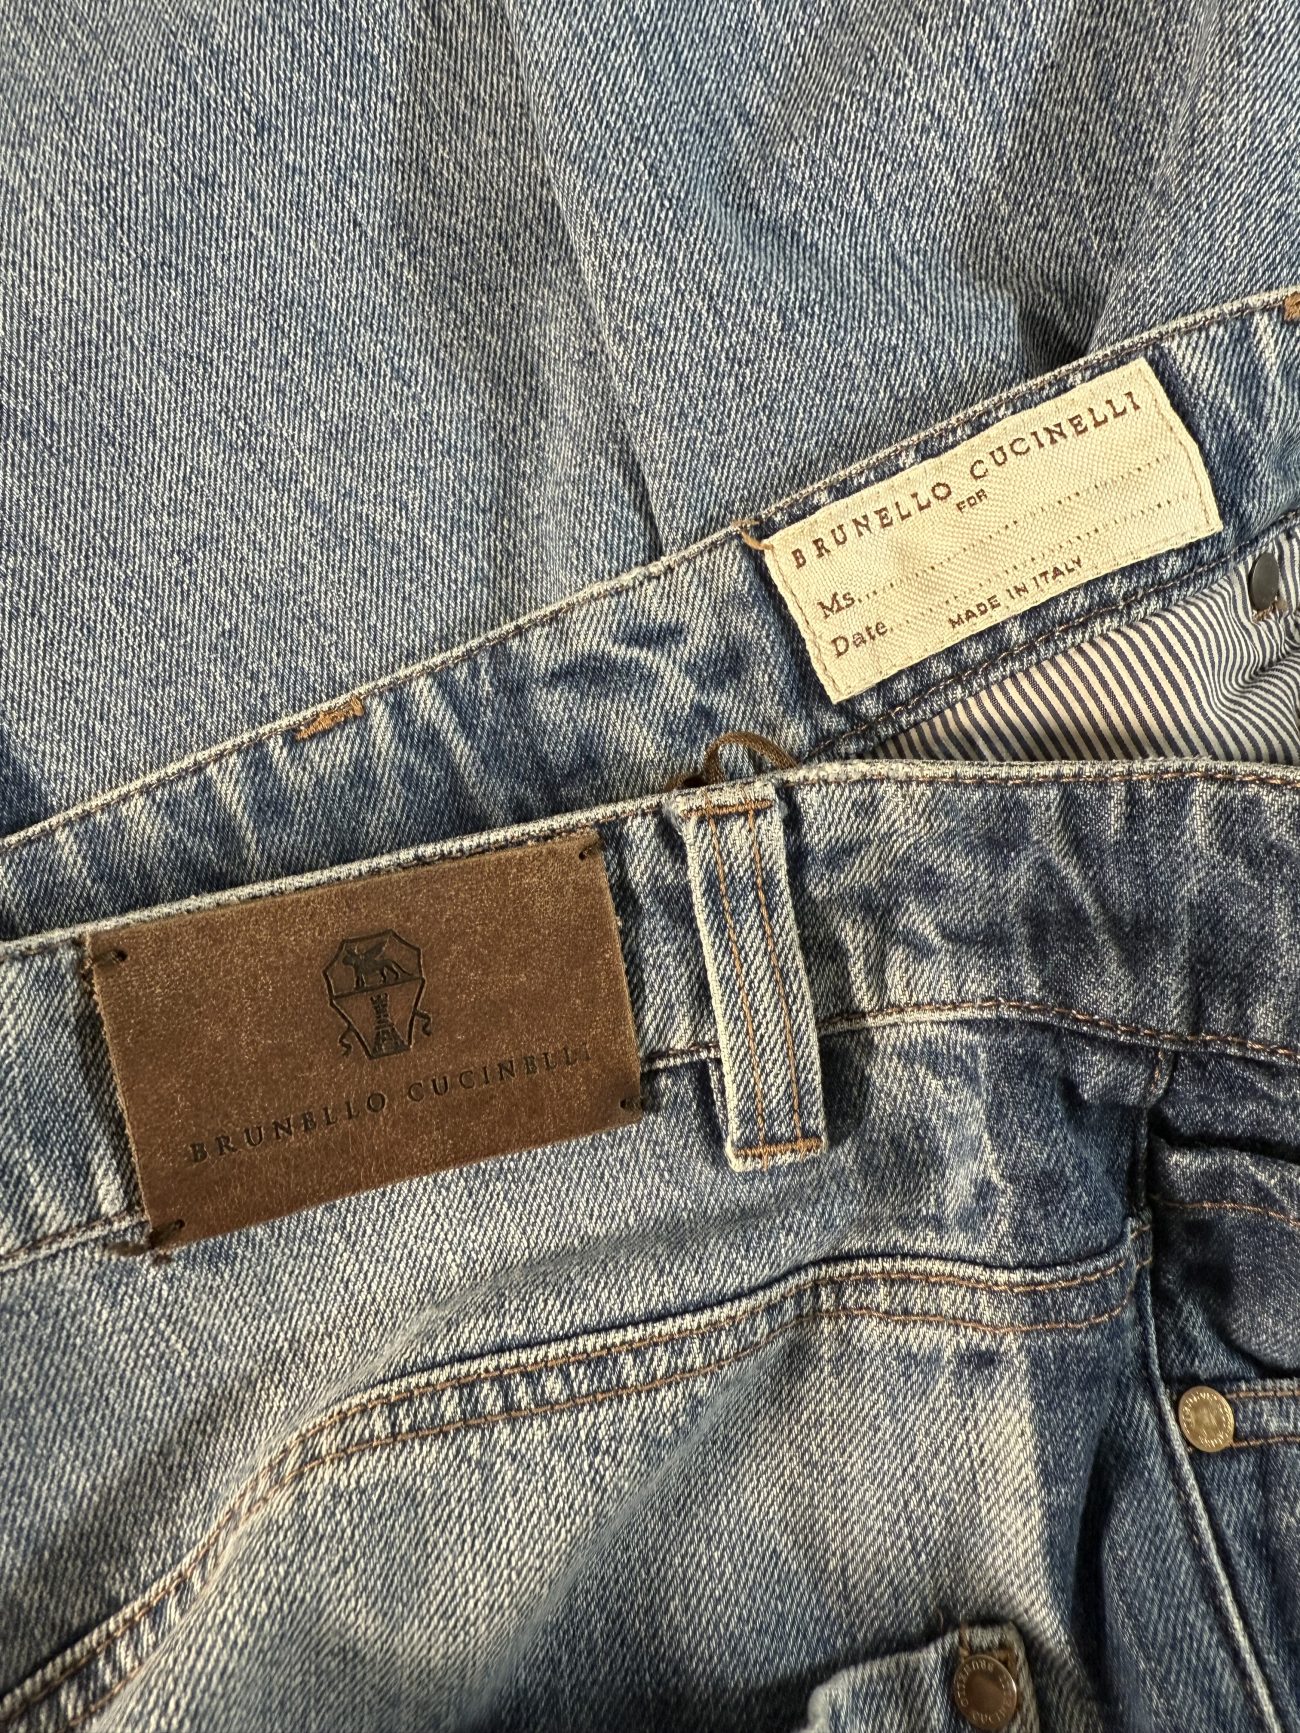 BRUNELLO CUCINELLI
FOR
Ms.
Date
MADE IN ITALY
BRUNELLO CUCINELLI